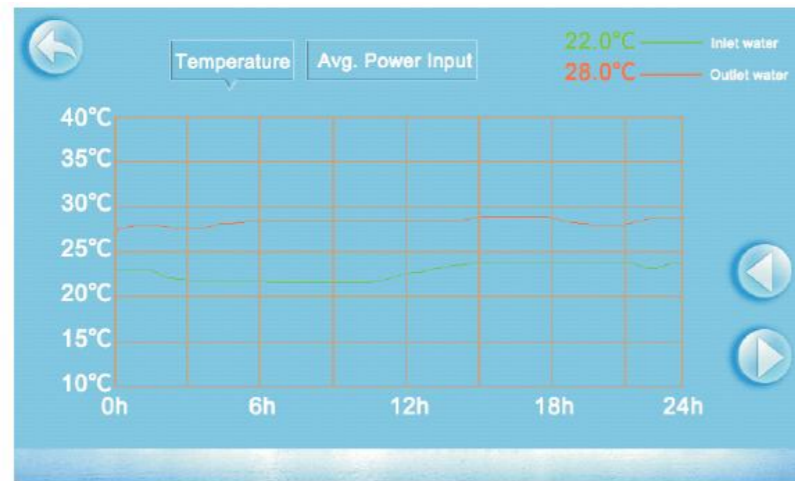 22.0°C Inlet water
Temperature Avg. Power Input
28.0°C Outlet water
40°C
35°C
30°C
25°C
20°C
15°C
10°C
0h 6h 12h 18h 24h